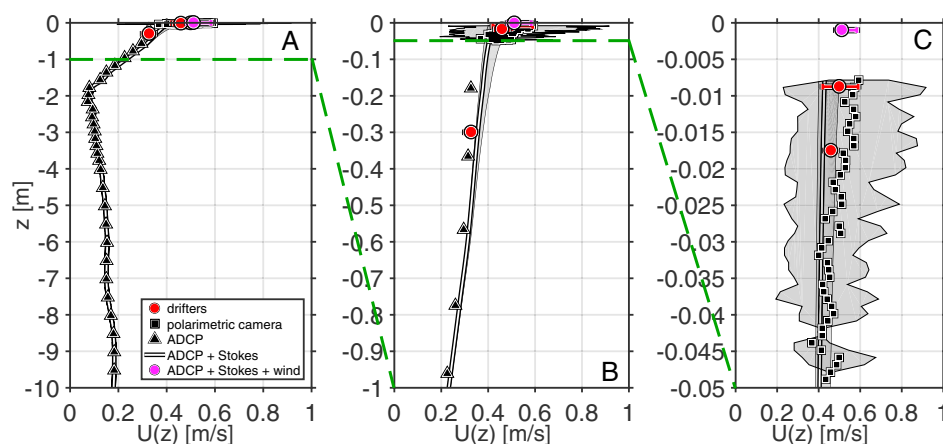 A
0
-1
-2
-3
-4
-5
-6
-7
-8
-9
-10
z [m]
0 0.2 0.4 0.6 0.8 1
U(z) [m/s]
drifters
polarimetric camera
ADCP
ADCP + Stokes
ADCP + Stokes + wind
B
0
-0.1
-0.2
-0.3
-0.4
-0.5
-0.6
-0.7
-0.8
-0.9
-1
0 0.2 0.4 0.6 0.8 1
U(z) [m/s]
C
0
-0.005
-0.01
-0.015
-0.02
-0.025
-0.03
-0.035
-0.04
-0.045
-0.05
0 0.2 0.4 0.6 0.8 1
U(z) [m/s]